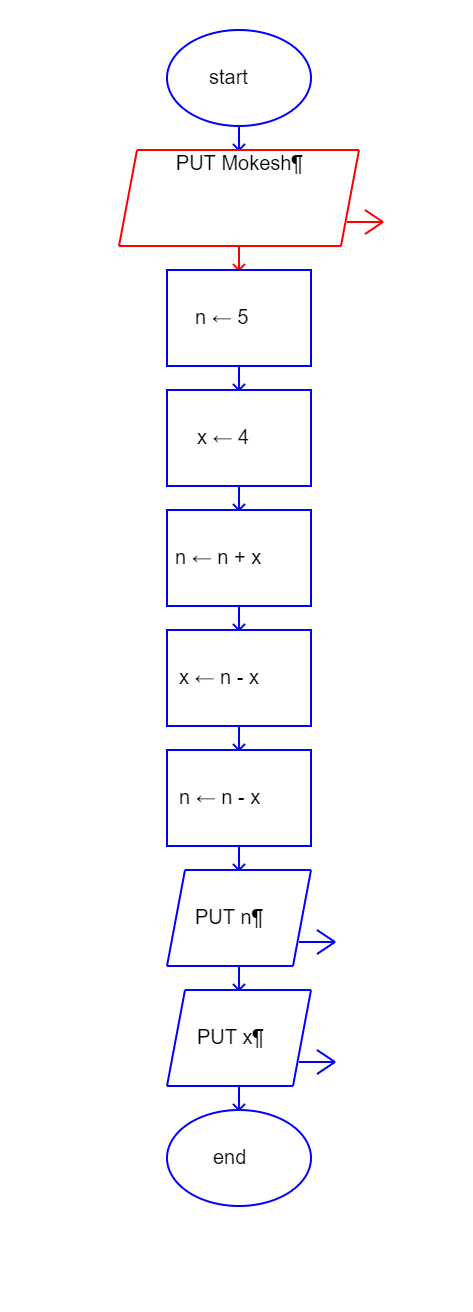 start
PUT Mokesh¶
n ← 5
x ← 4
n ← n + x
x ← n - x
n ← n - x
PUT n¶
PUT x¶
end